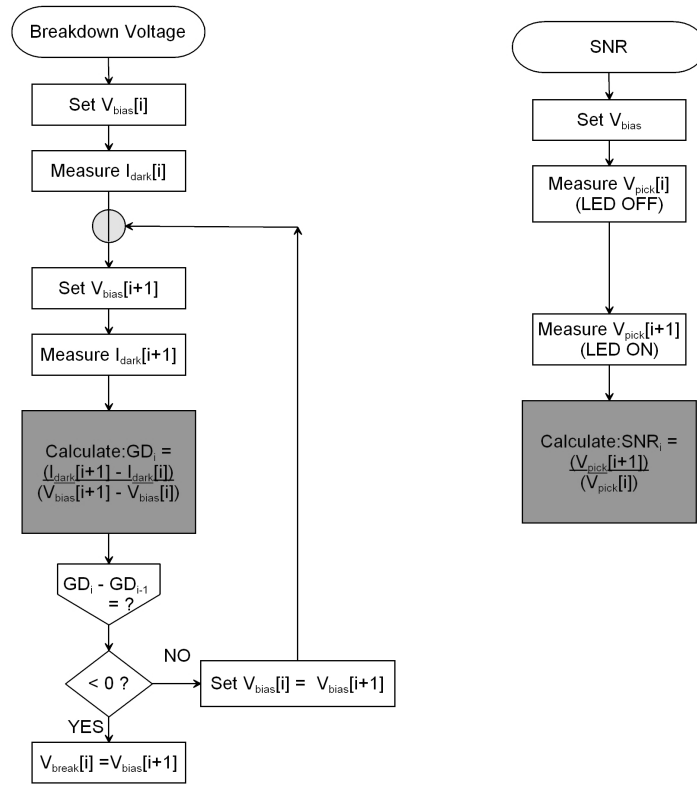 Breakdown Voltage
Set Vbias[i]
Measure Idark[i]
Set Vbias[i+1]
Measure Idark[i+1]
Calculate:GDi =
(Idark[i+1] - Idark[i])
(Vbias[i+1] - Vbias[i])
GDi - GDi-1
= ?
< 0 ?
NO
Set Vbias[i] = Vbias[i+1]
YES
Vbreak[i] =Vbias[i+1]
SNR
Set Vbias
Measure Vpick[i]
(LED OFF)
Measure Vpick[i+1]
(LED ON)
Calculate:SNRi =
(Vpick[i+1])
(Vpick[i])